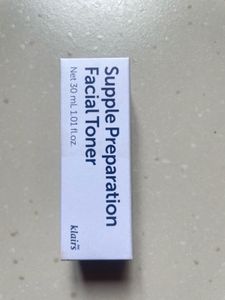 Supple Preparation
Facial Toner
Net 30 mL 1.01 fl.oz.
klairs